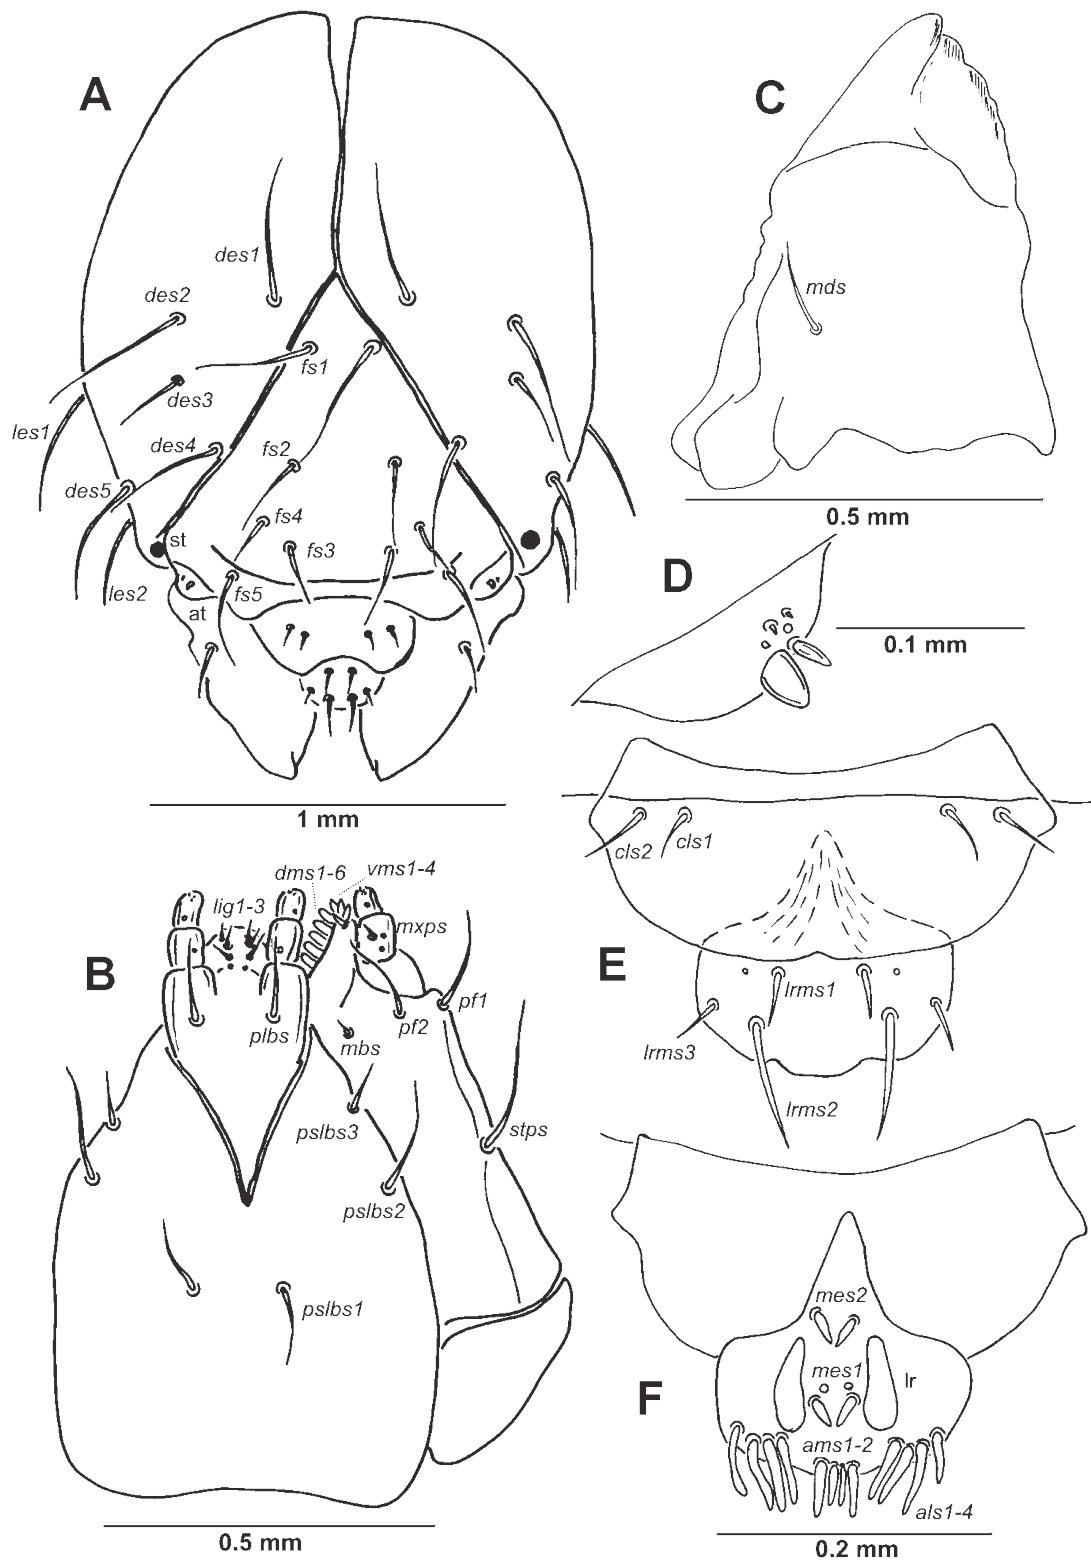 A
des1
des2
fs1
des3
les1
des4
fs2
des5
fs4
st
fs3
les2
at
fs5
1 mm
C
mds
0.5 mm
D
0.1 mm
cls2
cls1
E
lrms1
lrms3
lrms2
dms1-6
vms1-4
lig1-3
mxps
B
plbs
pf2
pf1
mbs
pslbs3
stps
pslbs2
pslbs1
0.5 mm
mes2
mes1
lr
F
ams1-2
als1-4
0.2 mm